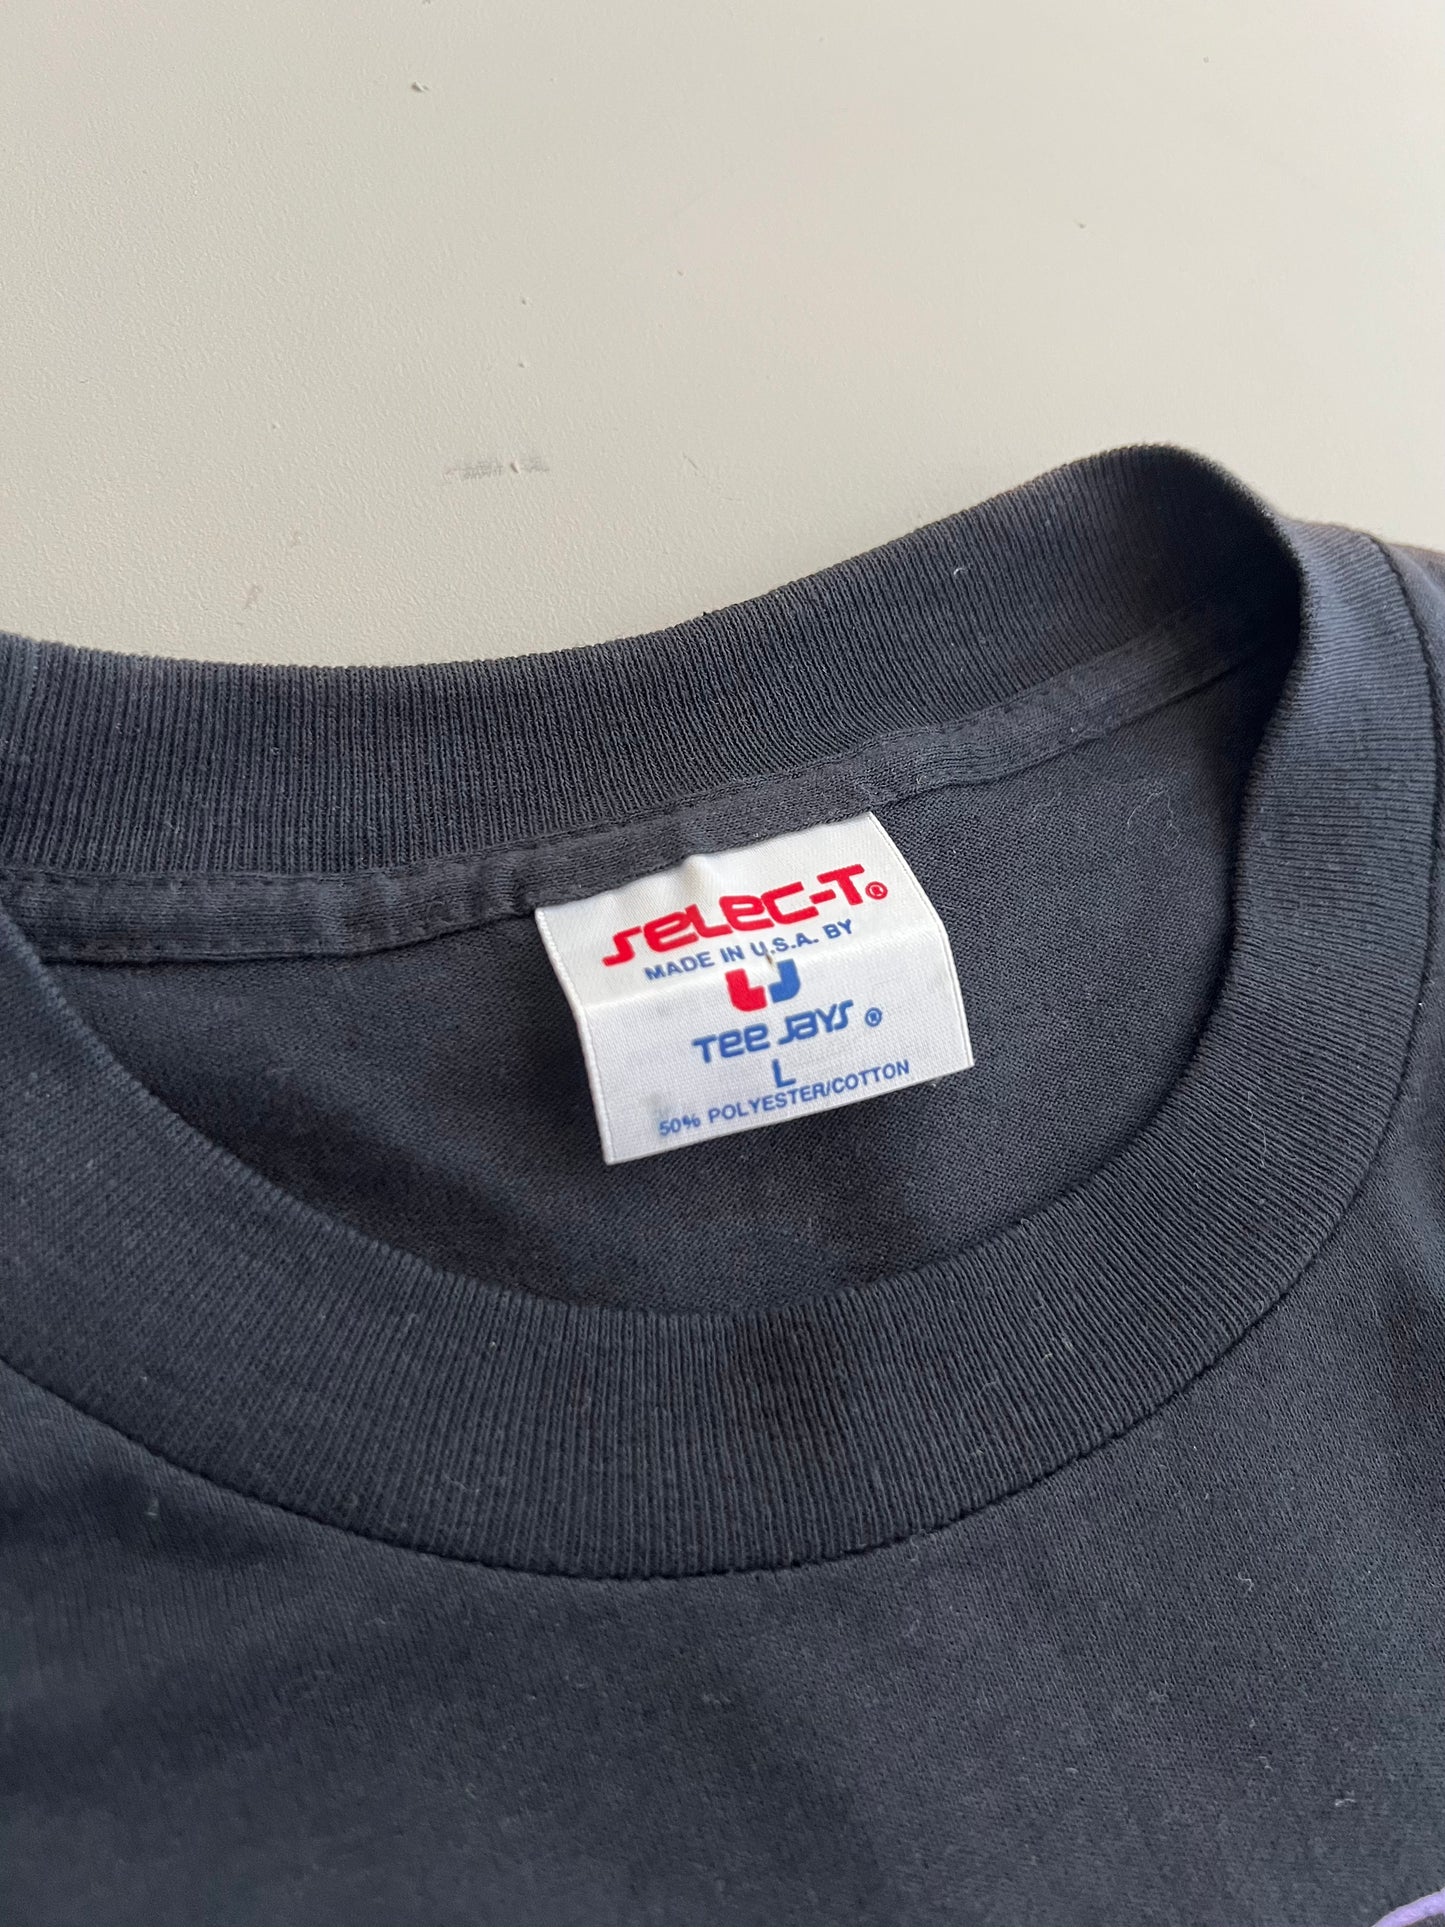 SELEC-T®
MADE IN U.S.A. BY
TEE JAYS ®
L
50% POLYESTER/COTTON